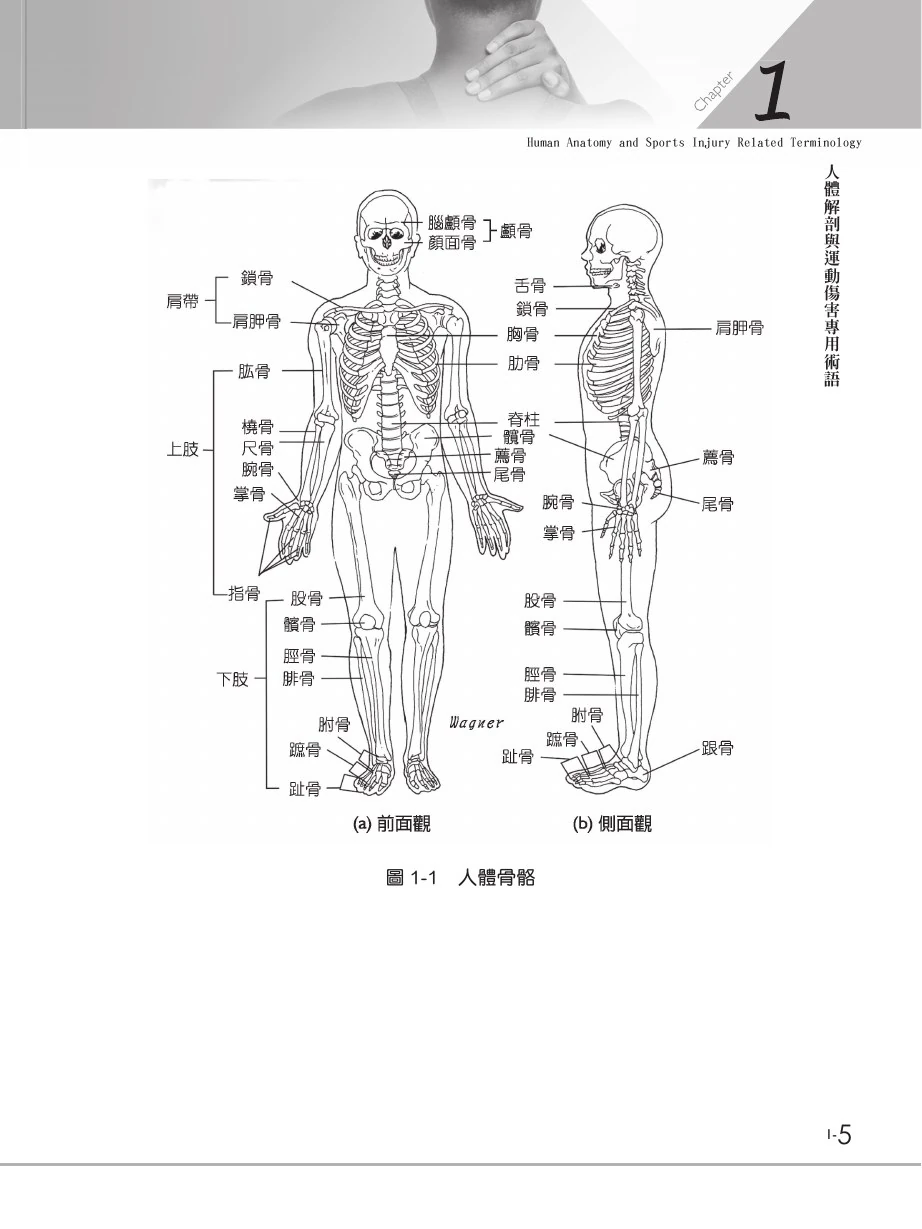 Chapter
1
Human Anatomy and Sports Injury Related Terminology
人體解剖與運動傷害專用術語
腦顱骨
顏面骨
顱骨
肩帶
鎖骨
肩胛骨
上肢
肱骨
橈骨
尺骨
腕骨
掌骨
指骨
下肢
股骨
髕骨
脛骨
腓骨
跗骨
蹠骨
趾骨
舌骨
鎖骨
胸骨
肋骨
脊柱
髖骨
薦骨
尾骨
肩胛骨
薦骨
尾骨
腕骨
掌骨
股骨
髕骨
脛骨
腓骨
跗骨
蹠骨
趾骨
跟骨
Wagner
(a) 前面觀
(b) 側面觀
圖 1-1 人體骨骼
1-5